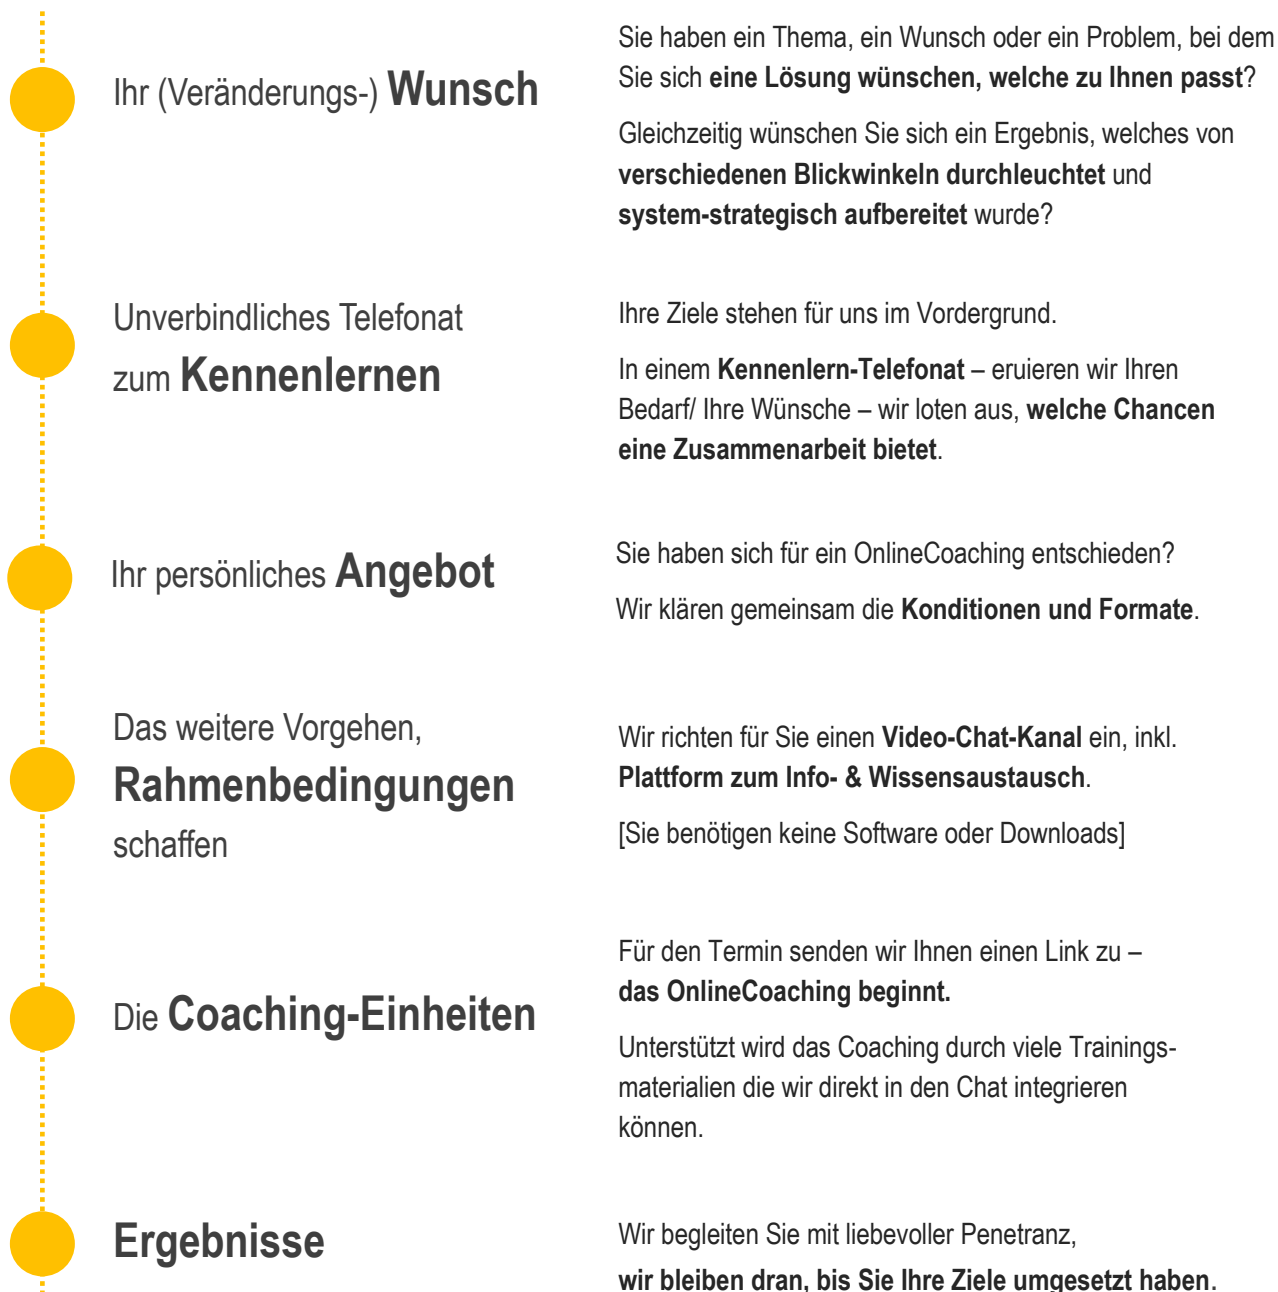 Ihr (Veränderungs-) Wunsch
Sie haben ein Thema, ein Wunsch oder ein Problem, bei dem
Sie sich eine Lösung wünschen, welche zu Ihnen passt?
Gleichzeitig wünschen Sie sich ein Ergebnis, welches von
verschiedenen Blickwinkeln durchleuchtet und
system-strategisch aufbereitet wurde?
Unverbindliches Telefonat
zum Kennenlernen
Ihre Ziele stehen für uns im Vordergrund.
In einem Kennenlern-Telefonat – eruieren wir Ihren
Bedarf/ Ihre Wünsche – wir loten aus, welche Chancen
eine Zusammenarbeit bietet.
Ihr persönliches Angebot
Sie haben sich für ein OnlineCoaching entschieden?
Wir klären gemeinsam die Konditionen und Formate.
Das weitere Vorgehen,
Rahmenbedingungen
schaffen
Wir richten für Sie einen Video-Chat-Kanal ein, inkl.
Plattform zum Info- & Wissensaustausch.
[Sie benötigen keine Software oder Downloads]
Die Coaching-Einheiten
Für den Termin senden wir Ihnen einen Link zu –
das OnlineCoaching beginnt.
Unterstützt wird das Coaching durch viele Trainings-
materialien die wir direkt in den Chat integrieren
können.
Ergebnisse
Wir begleiten Sie mit liebevoller Penetranz,
wir bleiben dran, bis Sie Ihre Ziele umgesetzt haben.